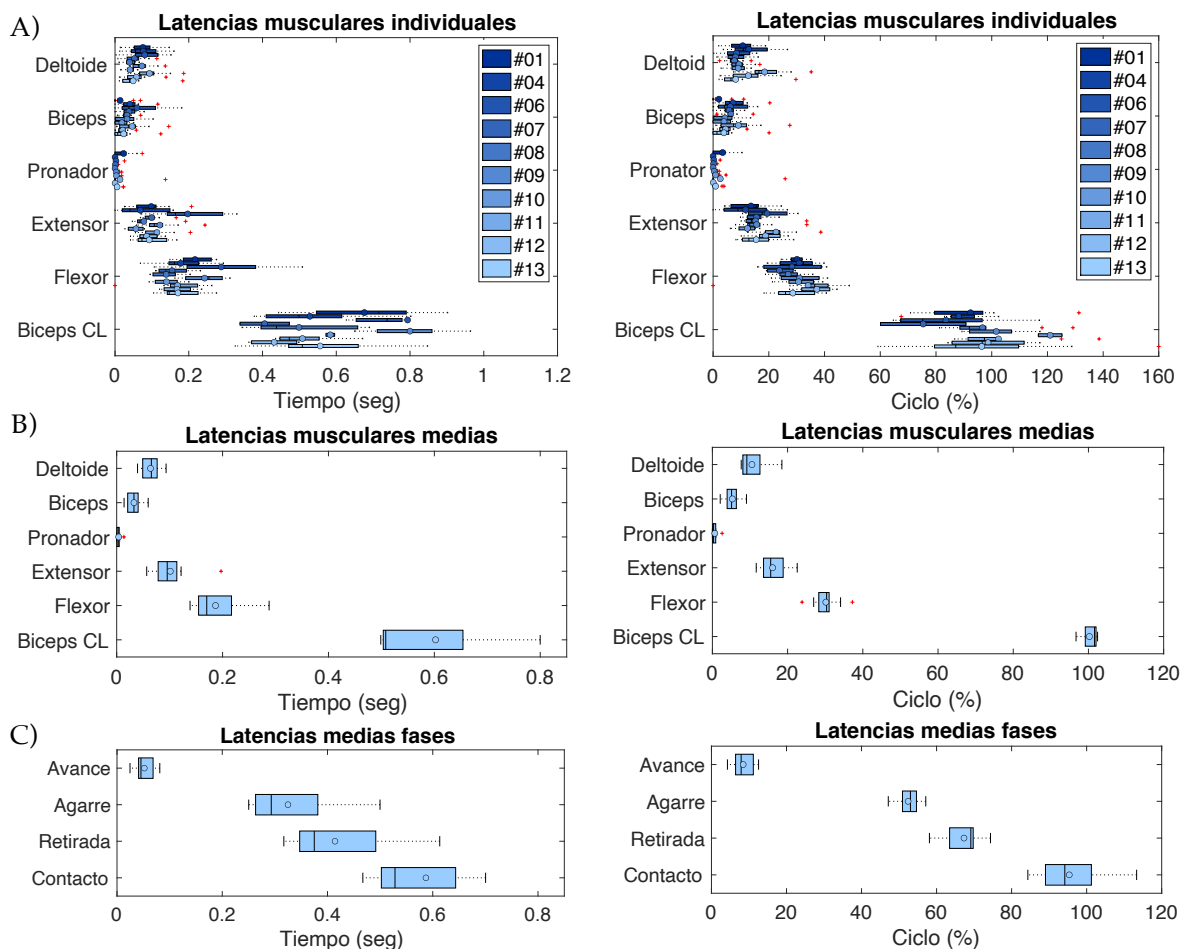 A)
Latencias musculares individuales
Deltoide
Biceps
Pronador
Extensor
Flexor
Biceps CL
#01
#04
#06
#07
#08
#09
#10
#11
#12
#13
0 0.2 0.4 0.6 0.8 1 1.2
Tiempo (seg)
Latencias musculares individuales
Deltoid
Biceps
Pronator
Extensor
Flexor
Biceps CL
#01
#04
#06
#07
#08
#09
#10
#11
#12
#13
0 20 40 60 80 100 120 140 160
Ciclo (%)
B)
Latencias musculares medias
Deltoide
Biceps
Pronador
Extensor
Flexor
Biceps CL
0 0.2 0.4 0.6 0.8
Tiempo (seg)
Latencias musculares medias
Deltoide
Biceps
Pronador
Extensor
Flexor
Biceps CL
0 20 40 60 80 100 120
Ciclo (%)
C)
Latencias medias fases
Avance
Agarre
Retirada
Contacto
0 0.2 0.4 0.6 0.8
Tiempo (seg)
Latencias medias fases
Avance
Agarre
Retirada
Contacto
0 20 40 60 80 100 120
Ciclo (%)